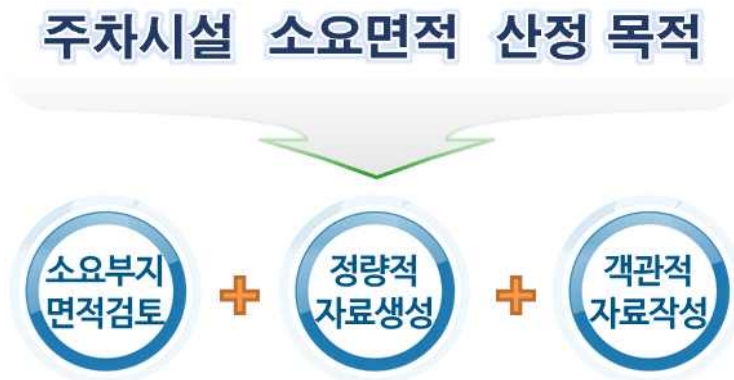 주차시설 소요면적 산정 목적
소요부지
면적검토
+
정량적
자료생성
+
객관적
자료작성